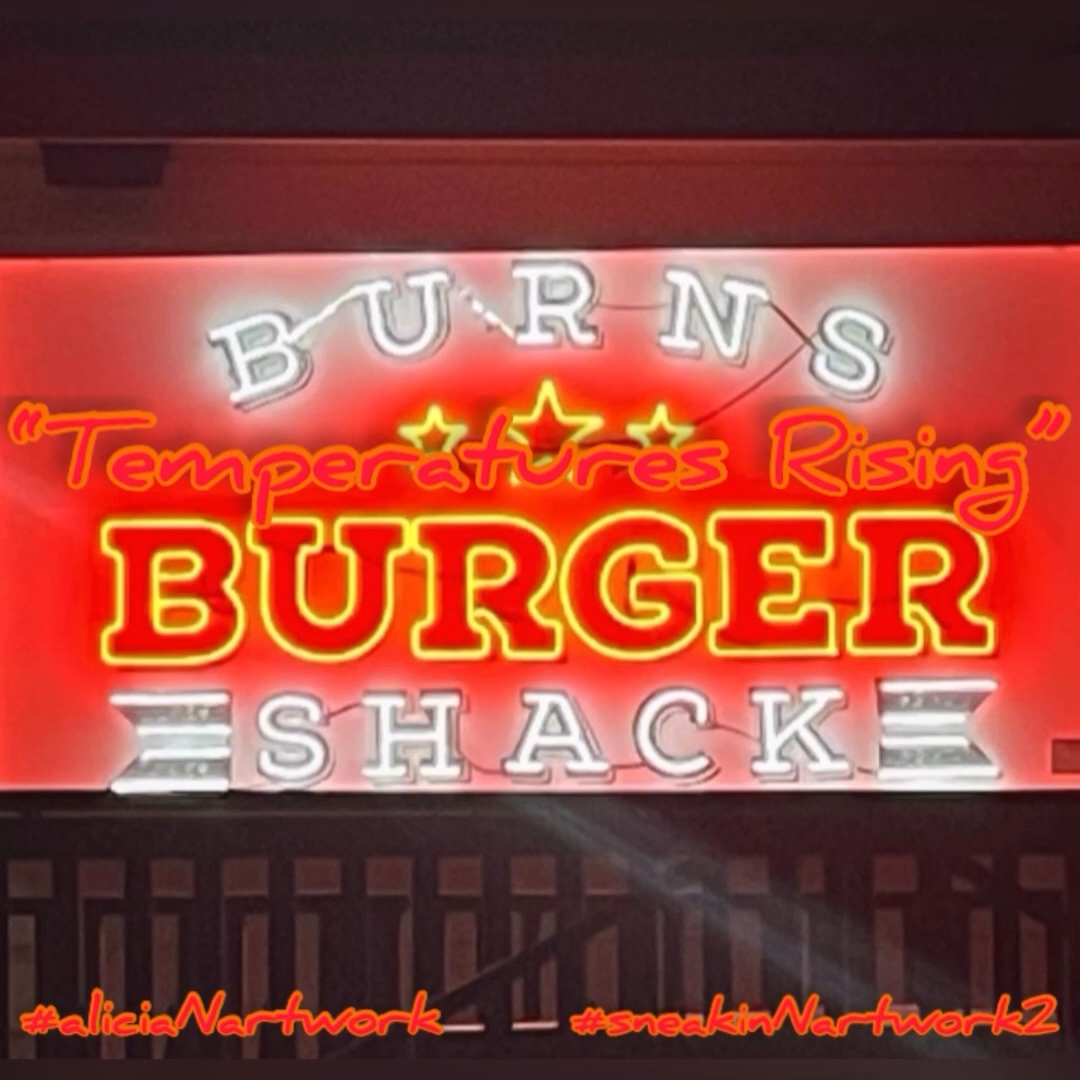 BURNS
“Temperatures Rising”
BURGER
SHACK
#aliciaNartwork #sneakinNartwork2